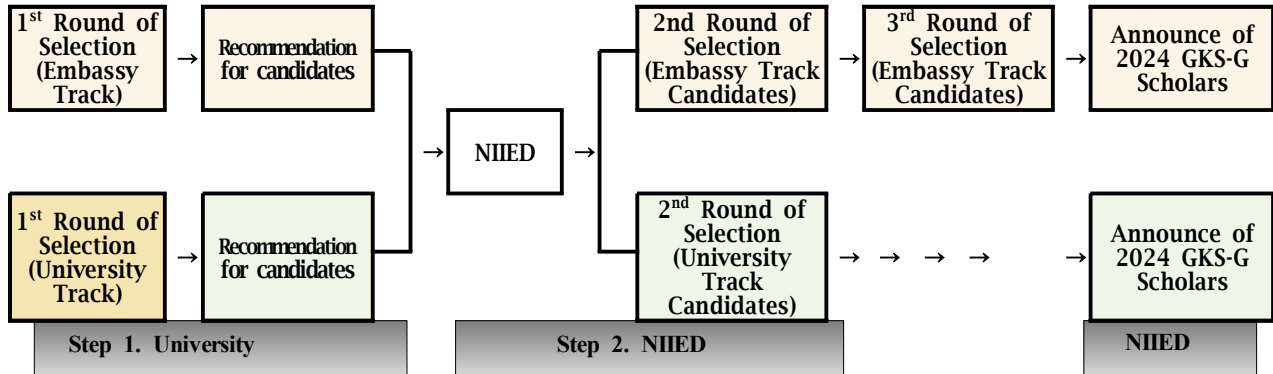 1st Round of
Selection
(Embassy
Track)
→
Recommendation
for candidates
→
NIIED
→
2nd Round of
Selection
(Embassy Track
Candidates)
→
3rd Round of
Selection
(Embassy Track
Candidates)
→
Announce of
2024 GKS-G
Scholars
1st Round of
Selection
(University
Track)
→
Recommendation
for candidates
2nd Round of
Selection
(University
Track
Candidates)
→ → → → →
Announce of
2024 GKS-G
Scholars
Step 1. University
Step 2. NIIED
NIIED